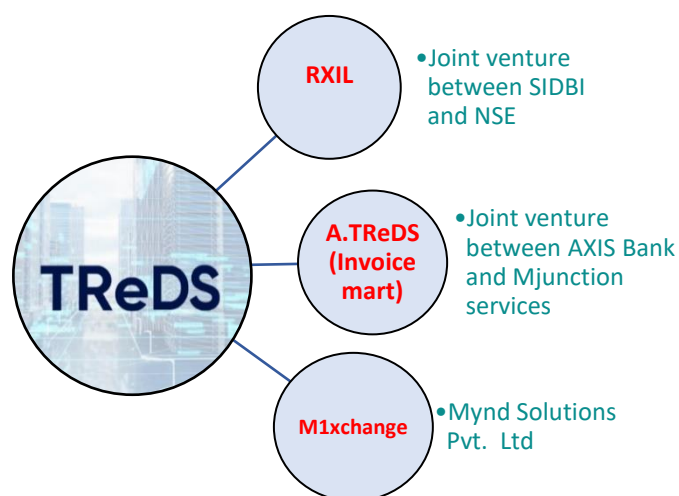 RXIL
•Joint venture
between SIDBI
and NSE
TReDS
A.TReDS
(Invoice
mart)
•Joint venture
between AXIS Bank
and Mjunction
services
M1xchange
•Mynd Solutions
Pvt. Ltd